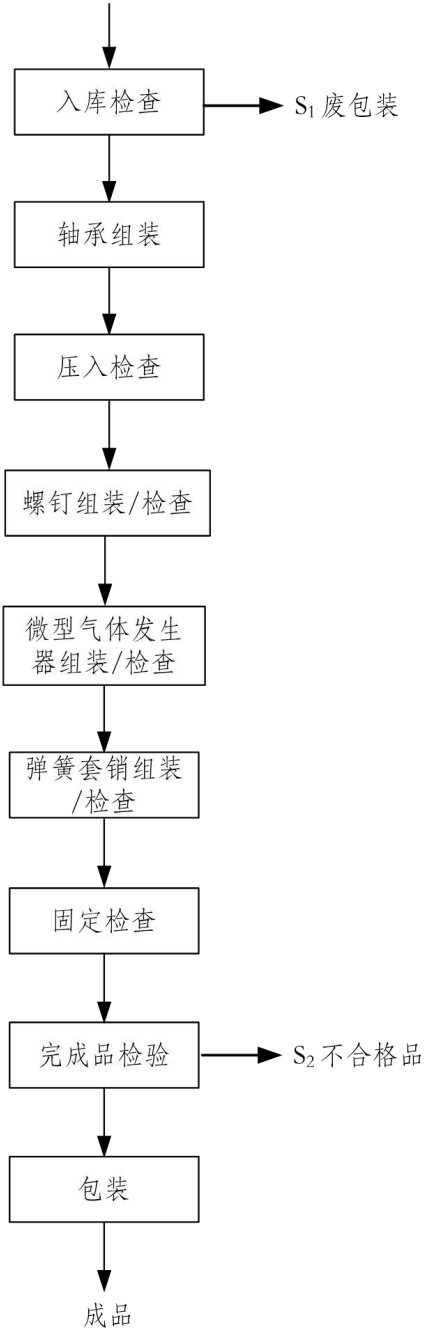 入库检查
S₁ 废包装
轴承组装
压入检查
螺钉组装/检查
微型气体发生
器组装/检查
弹簧套销组装
/检查
固定检查
完成品检验
S₂ 不合格品
包装
成品